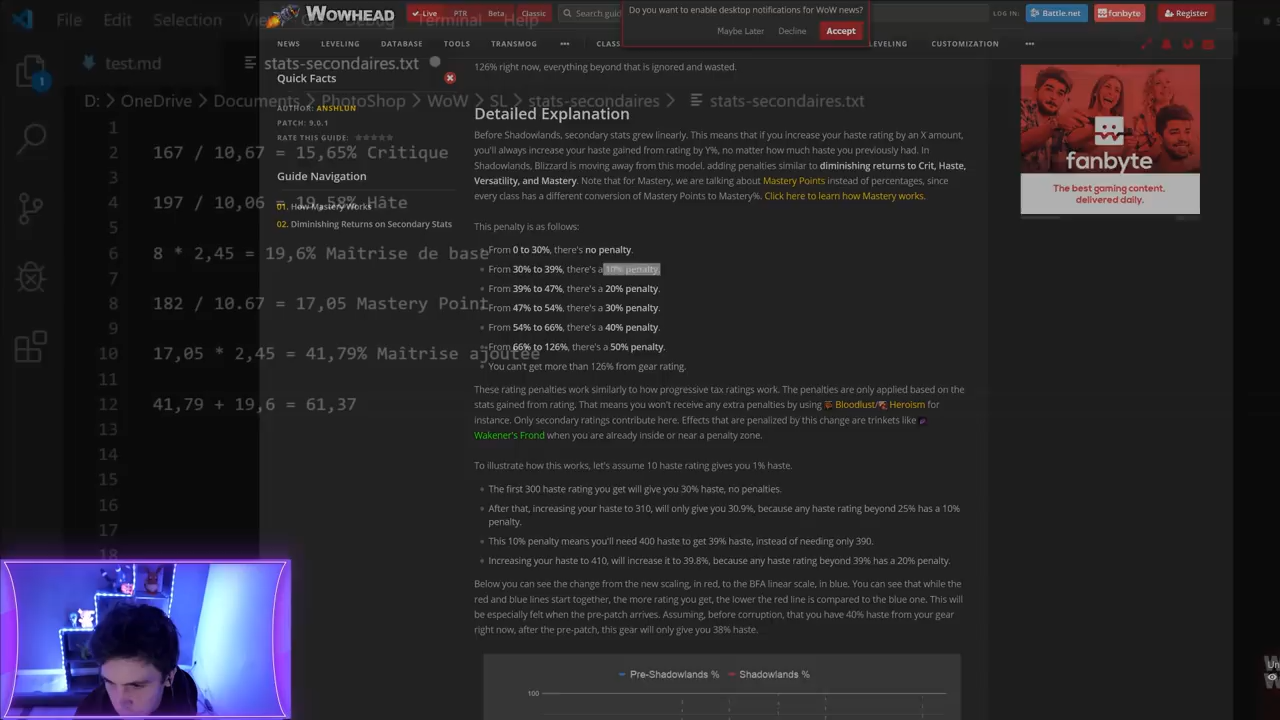 File
Edit
Selection
View
Terminal
Help
WOWHEAD
Live
PTR
Beta
Classic
Search guid
Do you want to enable desktop notifications for WoW news?
Maybe Later
Decline
Accept
LOG IN:
Battle.net
fanbyte
Register
NEWS
LEVELING
DATABASE
TOOLS
TRANSMOG
CLASS
LEVELING
CUSTOMIZATION
test.md
stats-secondaires.txt
1
Quick Facts
126% right now, everything beyond that is ignored and wasted.
D: > OneDrive > Documents > PhotoShop > WoW > SL > stats-secondaires > stats-secondaires.txt
AUTHOR: ANSHLUN
PATCH: 9.0.1
RATE THIS GUIDE:
Guide Navigation
01. How Mastery Works
02. Diminishing Returns on Secondary Stats
1
2 167 / 10,67 = 15,65% Critique
3
4 197 / 10,06 = 19,58% Hâte
5
6 8 * 2,45 = 19,6% Maîtrise de base
7
8 182 / 10.67 = 17,05 Mastery Point
9
10 17,05 * 2,45 = 41,79% Maîtrise ajoutée
11
12 41,79 + 19,6 = 61,37
13
14
15
16
17
18
Detailed Explanation
Before Shadowlands, secondary stats grew linearly. This means that if you increase your haste rating by an X amount,
you'll always increase your haste gained from rating by Y%, no matter how much haste you previously had. In
Shadowlands, Blizzard is moving away from this model. adding penalties similar to diminishing returns to Crit, Haste,
Versatility, and Mastery. Note that for Mastery, we are talking about Mastery Points instead of percentages, since
every class has a different conversion of Mastery Points to Mastery%. Click here to learn how Mastery works.
This penalty is as follows:
From 0 to 30%, there's no penalty.
From 30% to 39%, there's a 10% penalty.
From 39% to 47%, there's a 20% penalty.
From 47% to 54%, there's a 30% penalty.
From 54% to 66%, there's a 40% penalty.
From 66% to 126%, there's a 50% penalty.
You can't get more than 126% from gear rating.
These rating penalties work similarly to how progressive tax ratings work. The penalties are only applied based on the
stats gained from rating. That means you won't receive any extra penalties by using Bloodlust/Heroism for
instance. Only secondary ratings contribute here. Effects that are penalized by this change are trinkets like
Wakener's Frond when you are already inside or near a penalty zone.
To illustrate how this works, let's assume 10 haste rating gives you 1% haste.
The first 300 haste rating you get will give you 30% haste, no penalties.
After that, increasing your haste to 310, will only give you 30.9%, because any haste rating beyond 25% has a 10%
penalty.
This 10% penalty means you'll need 400 haste to get 39% haste, instead of needing only 390.
Increasing your haste to 410, will increase it to 39.8%, because any haste rating beyond 39% has a 20% penalty.
Below you can see the change from the new scaling, in red, to the BFA linear scale, in blue. You can see that while the
red and blue lines start together, the more rating you get, the lower the red line is compared to the blue one. This will
be especially felt when the pre-patch arrives. Assuming, before corruption, that you have 40% haste from your gear
right now, after the pre-patch, this gear will only give you 38% haste.
Pre-Shadowlands %
Shadowlands %
100
fanbyte
The best gaming content,
delivered daily.